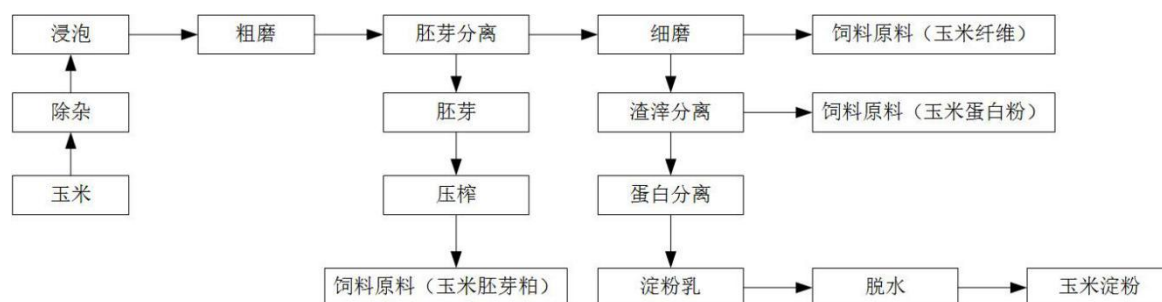 浸泡
粗磨
胚芽分离
细磨
饲料原料（玉米纤维）
除杂
胚芽
渣滓分离
饲料原料（玉米蛋白粉）
玉米
压榨
蛋白分离
饲料原料（玉米胚芽粕）
淀粉乳
脱水
玉米淀粉